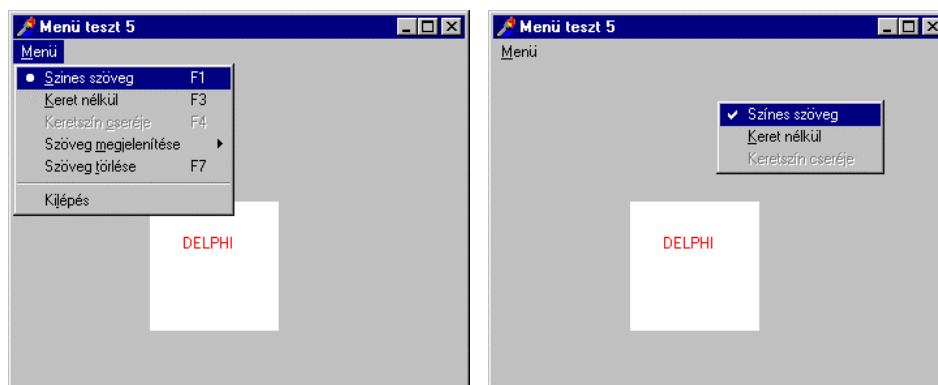 Menü teszt 5
Menü
Szines szöveg F1
Keret nélkül F3
Keretszín cseréje F4
Szöveg megjelenítése
Szöveg törlése F7
Kilépés
DELPHI
Menü teszt 5
Menü
Színes szöveg
Keret nélkül
Keretszín cseréje
DELPHI